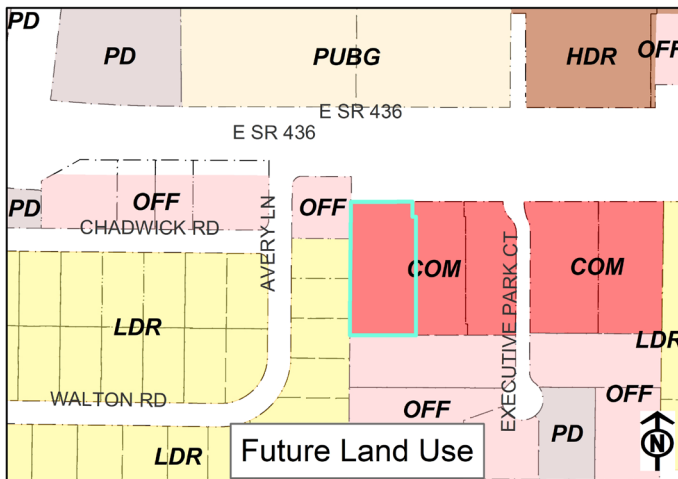 PD
PD
PUBG
HDR
OFF
E SR 436
E SR 436
PD
OFF
OFF
CHADWICK RD
AVERY LN
COM
EXECUTIVE PARK CT
COM
LDR
LDR
WALTON RD
OFF
OFF
PD
LDR
Future Land Use
N